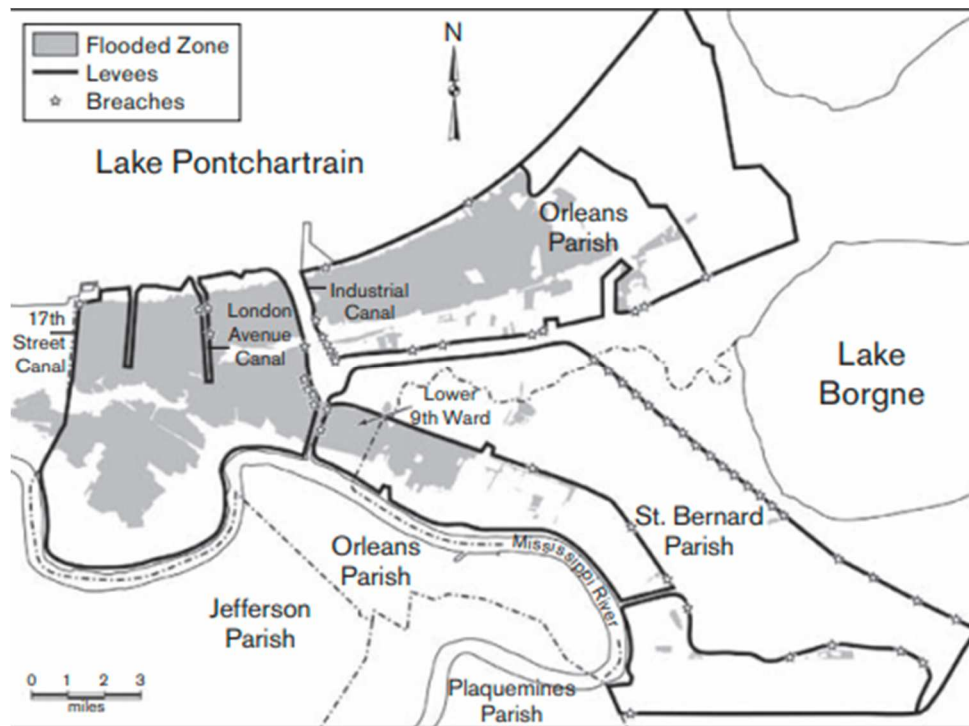 Flooded Zone
Levees
Breaches
N
Lake Pontchartrain
Orleans
Parish
Industrial
Canal
17th
Street
Canal
London
Avenue
Canal
Lake
Borgne
Lower
9th Ward
St. Bernard
Parish
Mississippi River
Orleans
Parish
Jefferson
Parish
Plaquemines
Parish
0 1 2 3
miles